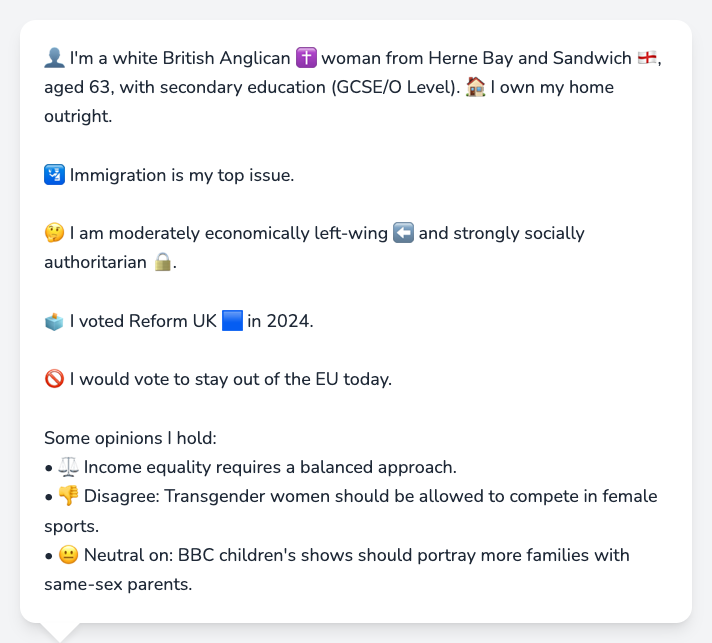 👤 I'm a white British Anglican ✝️ woman from Herne Bay and Sandwich 🏴󠁧󠁢󠁥󠁮󠁧󠁿,
aged 63, with secondary education (GCSE/O Level). 🏠 I own my home
outright.
🛂 Immigration is my top issue.
🤔 I am moderately economically left-wing ⬅️ and strongly socially
authoritarian 🔒.
🗳️ I voted Reform UK 🟦 in 2024.
🚫 I would vote to stay out of the EU today.
Some opinions I hold:
• ⚖️ Income equality requires a balanced approach.
• 👎 Disagree: Transgender women should be allowed to compete in female
sports.
• 😐 Neutral on: BBC children's shows should portray more families with
same-sex parents.